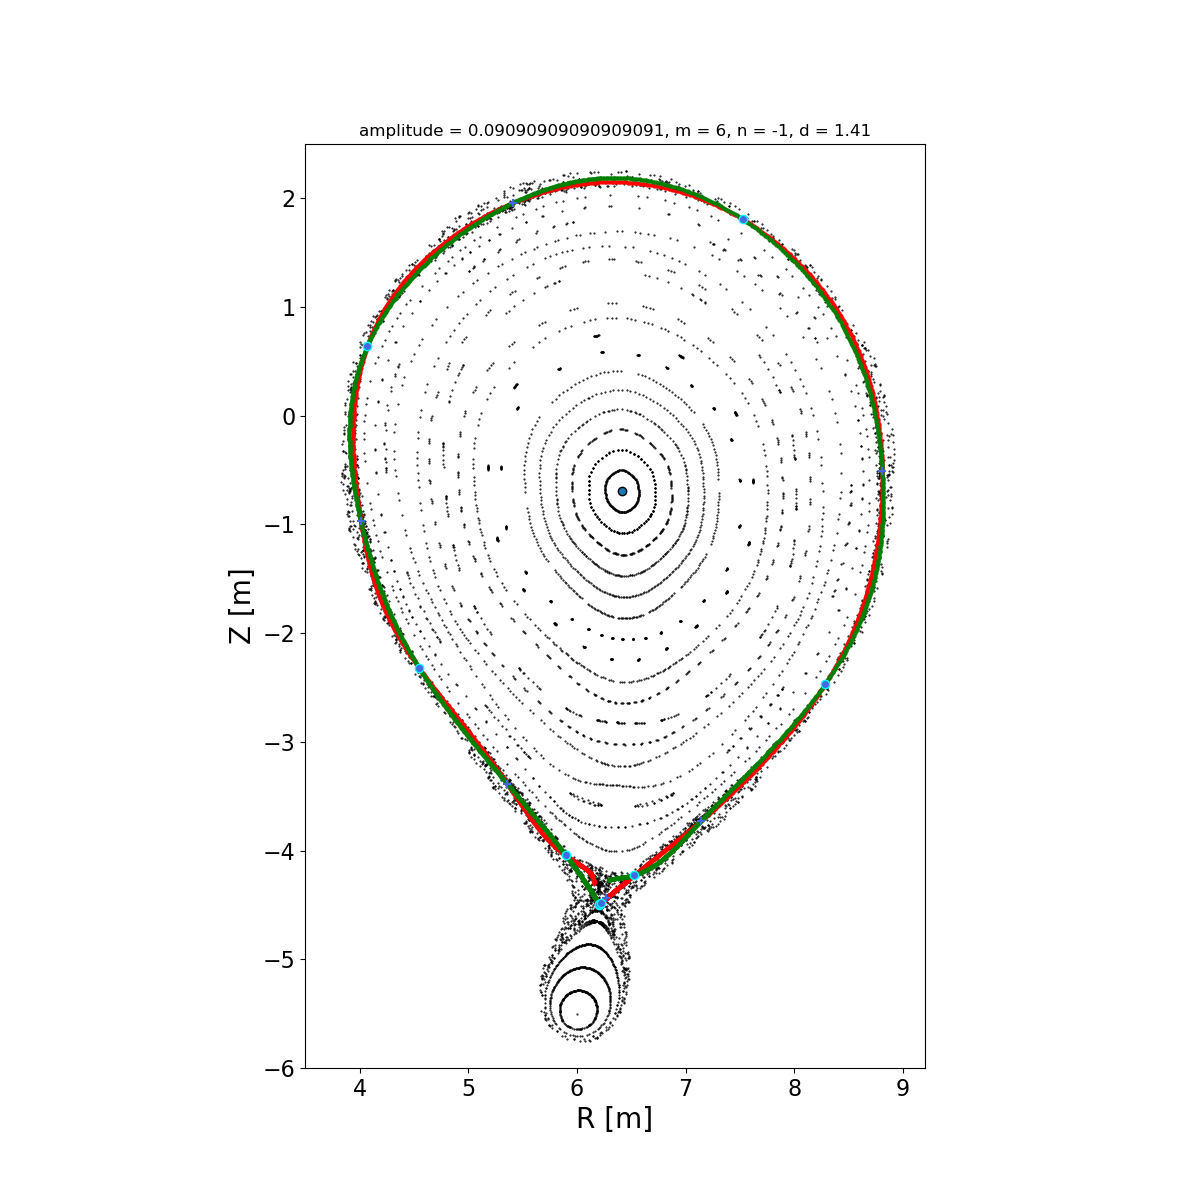 amplitude = 0.09090909090909091, m = 6, n = -1, d = 1.41
2
1
0
−1
−2
−3
−4
−5
−6
Z [m]
4 5 6 7 8 9
R [m]